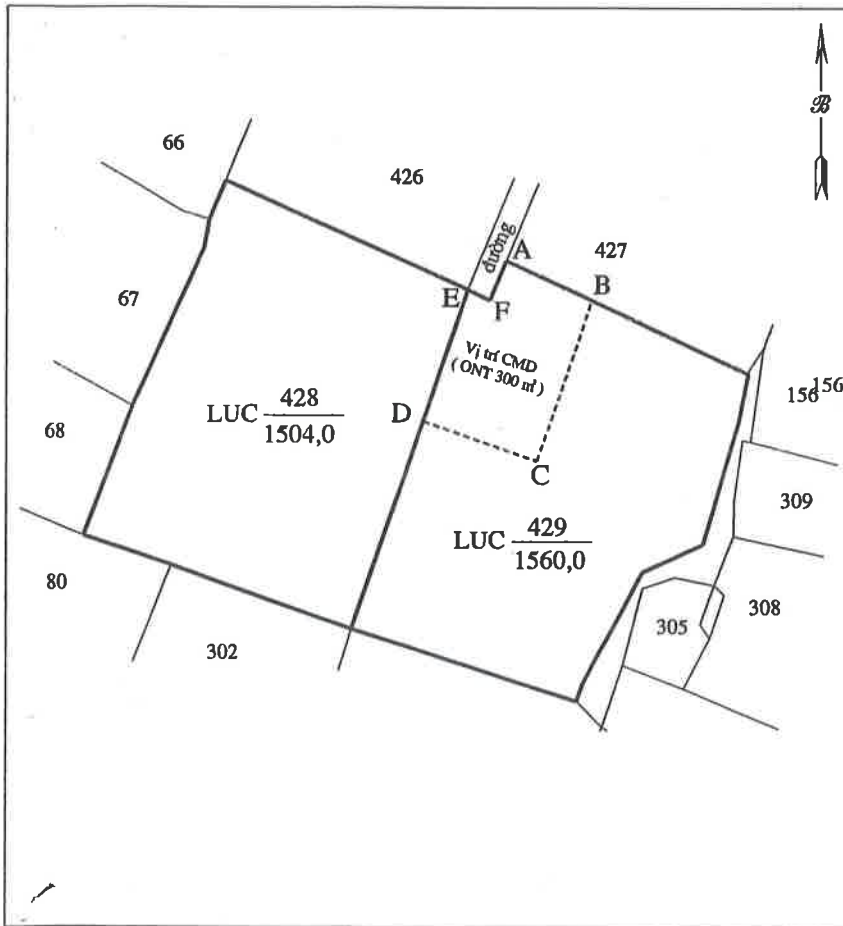 B
66
426
đường
A
427
B
E
F
67
Vị trí CMD
( ONT 300 m² )
156
156
LUC 428
1504,0
D
68
C
309
LUC 429
1560,0
80
308
305
302